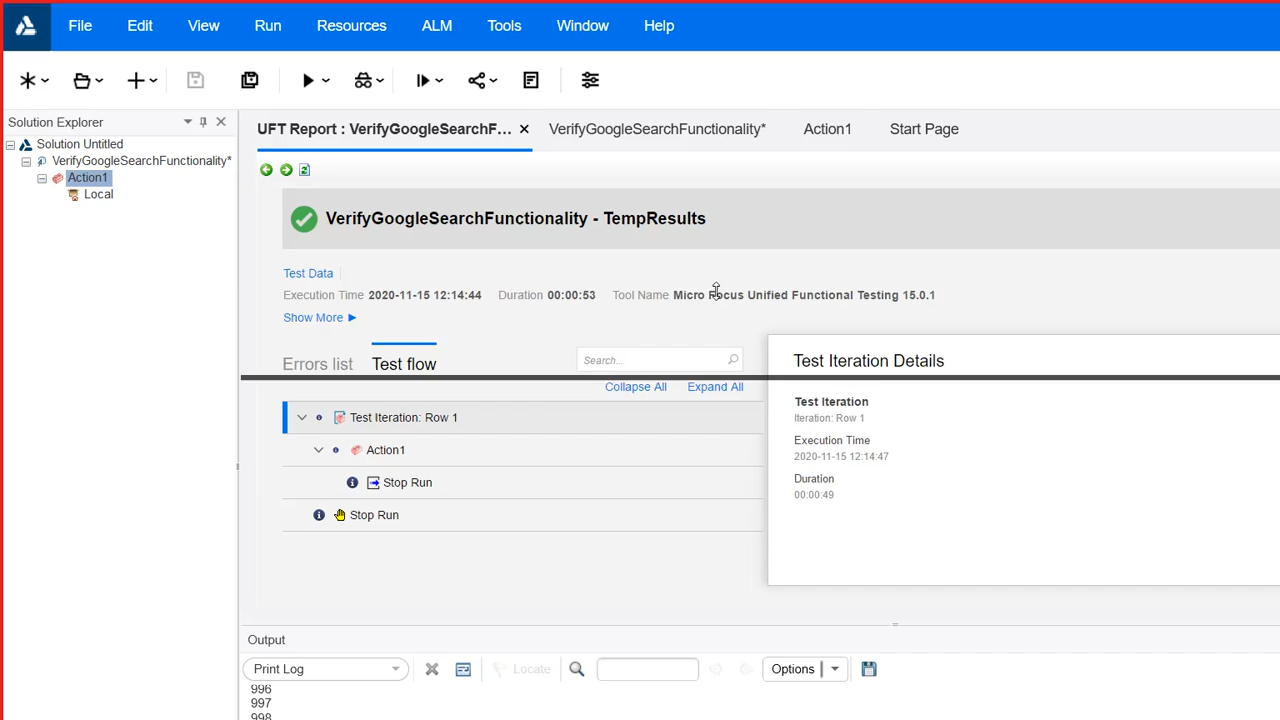 File Edit View Run Resources ALM Tools Window Help
Solution Explorer
Solution Untitled
VerifyGoogleSearchFunctionality*
Action1
Local
UFT Report : VerifyGoogleSearchF... VerifyGoogleSearchFunctionality* Action1 Start Page
VerifyGoogleSearchFunctionality - TempResults
Test Data
Execution Time 2020-11-15 12:14:44 Duration 00:00:53 Tool Name Micro Focus Unified Functional Testing 15.0.1
Show More
Errors list Test flow Search...
Collapse All Expand All
Test Iteration: Row 1
Action1
Stop Run
Stop Run
Test Iteration Details
Test Iteration
Iteration: Row 1
Execution Time
2020-11-15 12:14:47
Duration
00:00:49
Output
Print Log Locate Options
996
997
998